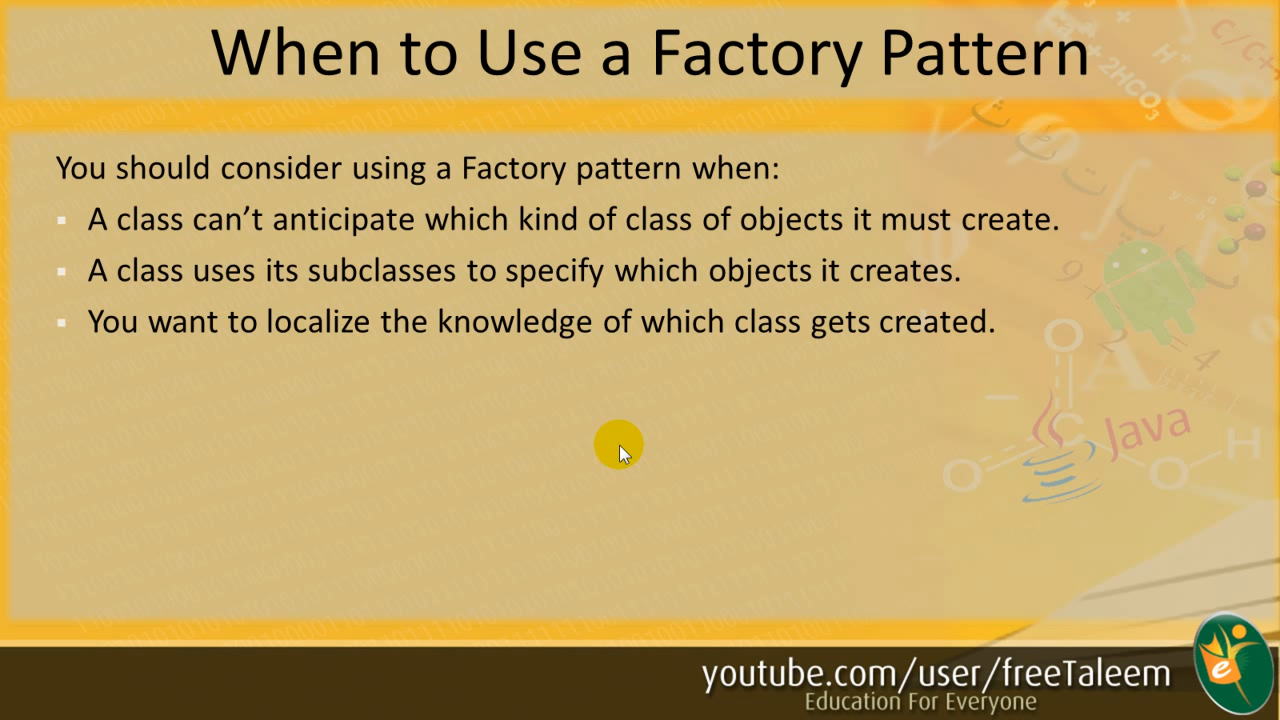 When to Use a Factory Pattern
You should consider using a Factory pattern when:
▪ A class can’t anticipate which kind of class of objects it must create.
▪ A class uses its subclasses to specify which objects it creates.
▪ You want to localize the knowledge of which class gets created.
Java
youtube.com/user/freeTaleem
Education For Everyone